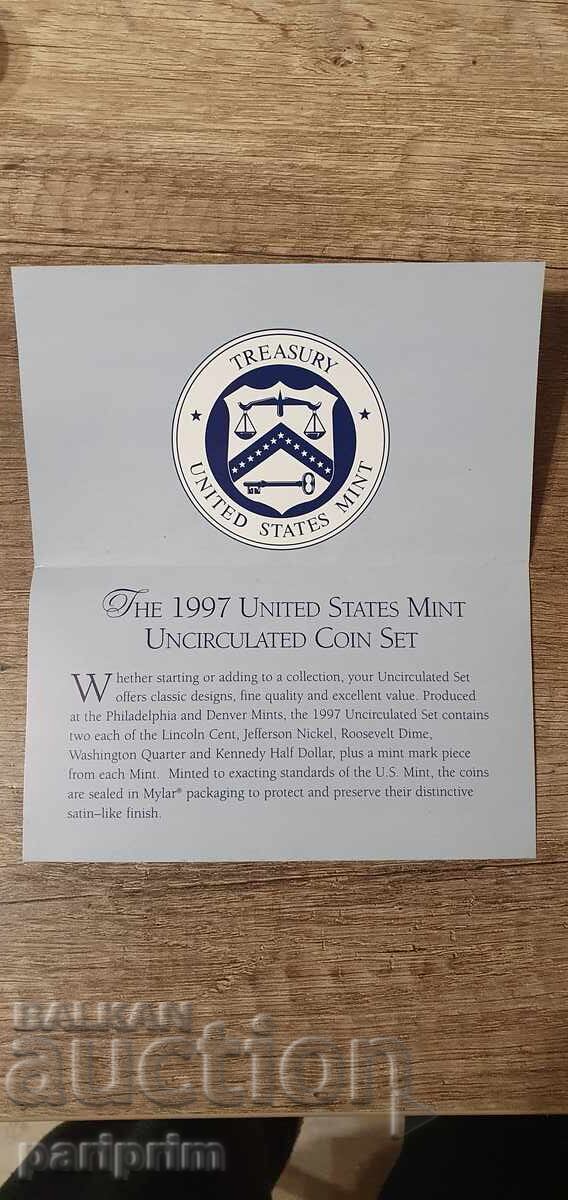 TREASURY
UNITED STATES MINT
THE 1997 UNITED STATES MINT
UNCIRCULATED COIN SET
Whether starting or adding to a collection, your Uncirculated Set
offers classic designs, fine quality and excellent value. Produced
at the Philadelphia and Denver Mints, the 1997 Uncirculated Set contains
two each of the Lincoln Cent, Jefferson Nickel, Roosevelt Dime,
Washington Quarter and Kennedy Half Dollar, plus a mint mark piece
from each Mint. Minted to exacting standards of the U.S. Mint, the coins
are sealed in Mylar® packaging to protect and preserve their distinctive
satin–like finish.
BALKAN
auction
pariprim